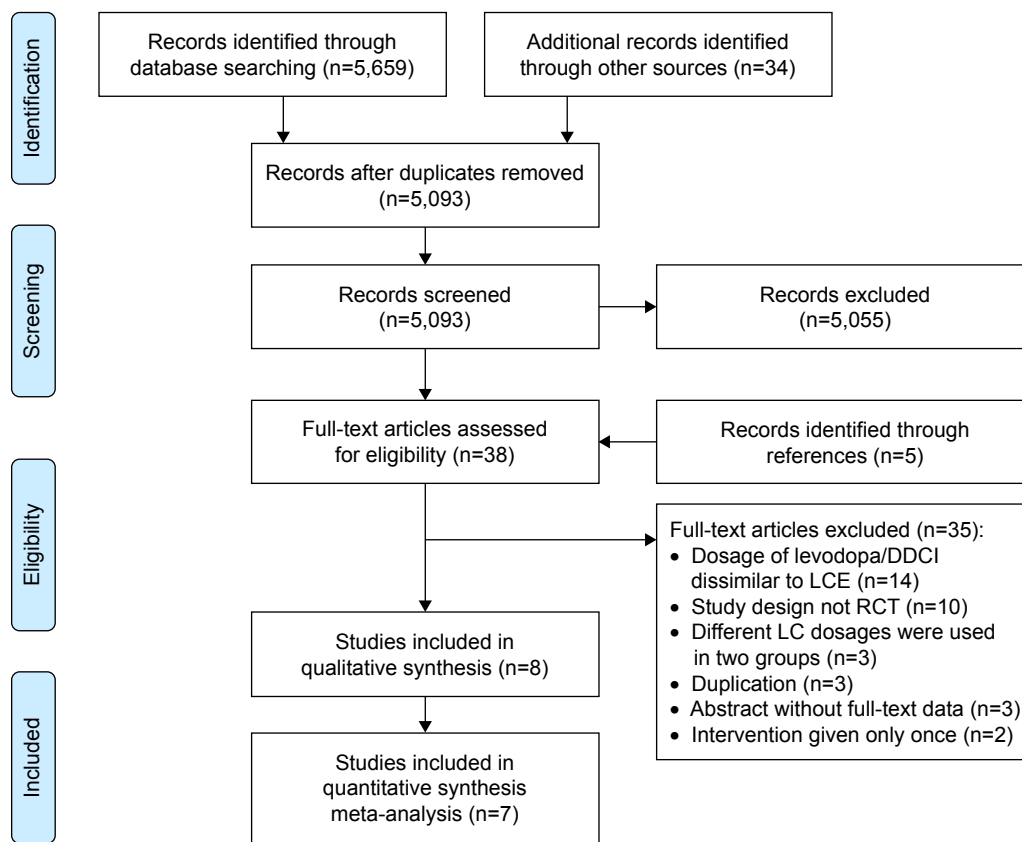 Identification
Records identified through
database searching (n=5,659)
Additional records identified
through other sources (n=34)
Records after duplicates removed
(n=5,093)
Screening
Records screened
(n=5,093)
Records excluded
(n=5,055)
Full-text articles assessed
for eligibility (n=38)
Records identified through
references (n=5)
Eligibility
Full-text articles excluded (n=35):
• Dosage of levodopa/DDCI
dissimilar to LCE (n=14)
• Study design not RCT (n=10)
• Different LC dosages were used
in two groups (n=3)
• Duplication (n=3)
• Abstract without full-text data (n=3)
• Intervention given only once (n=2)
Studies included in
qualitative synthesis (n=8)
Included
Studies included in
quantitative synthesis
meta-analysis (n=7)